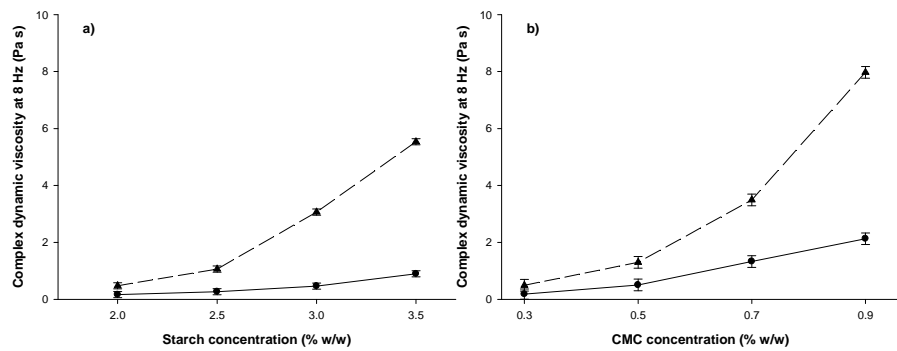 a)
Complex dynamic viscosity at 8 Hz (Pa s)
10
8
6
4
2
0
2.0 2.5 3.0 3.5
Starch concentration (% w/w)
b)
Complex dynamic viscosity at 8 Hz (Pa s)
10
8
6
4
2
0
0.3 0.5 0.7 0.9
CMC concentration (% w/w)